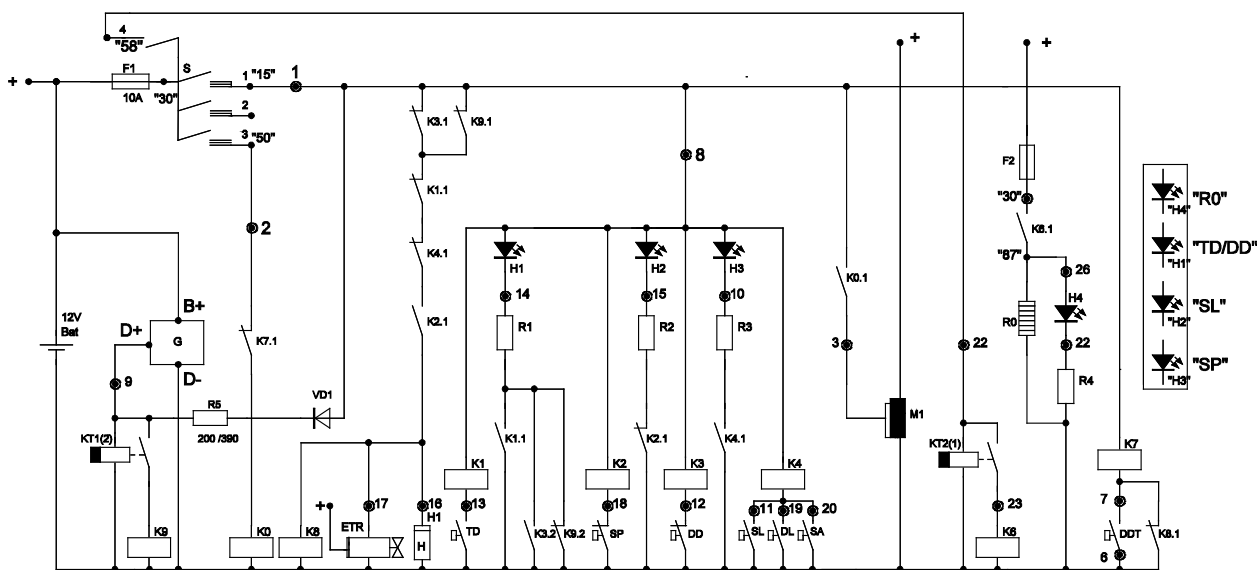 4
"58"
+
F1
10A
"30"
S
1 "15"
1
2
3 "50"
2
K3.1
K9.1
K1.1
K4.1
K2.1
8
+
+
F2
"30"
K6.1
"87"
26
H4
R0
22
R4
"H4" "R0"
"H1" "TD/DD"
"H2" "SL"
"H3" "SP"
12V
Bat
B+
D+
G
D-
9
K7.1
R5
200 /390
VD1
KT1(2)
K9
K0
K8
+
ETR
17
16
H1
H
H1
14
R1
K1.1
K3.2
K9.2
K1
13
TD
K2
18
SP
H2
15
R2
K2.1
K3
12
DD
H3
10
R3
K4.1
K4
11
19
20
SL
DL
SA
K0.1
3
M1
22
KT2(1)
23
K6
K7
7
DDT
6
K8.1